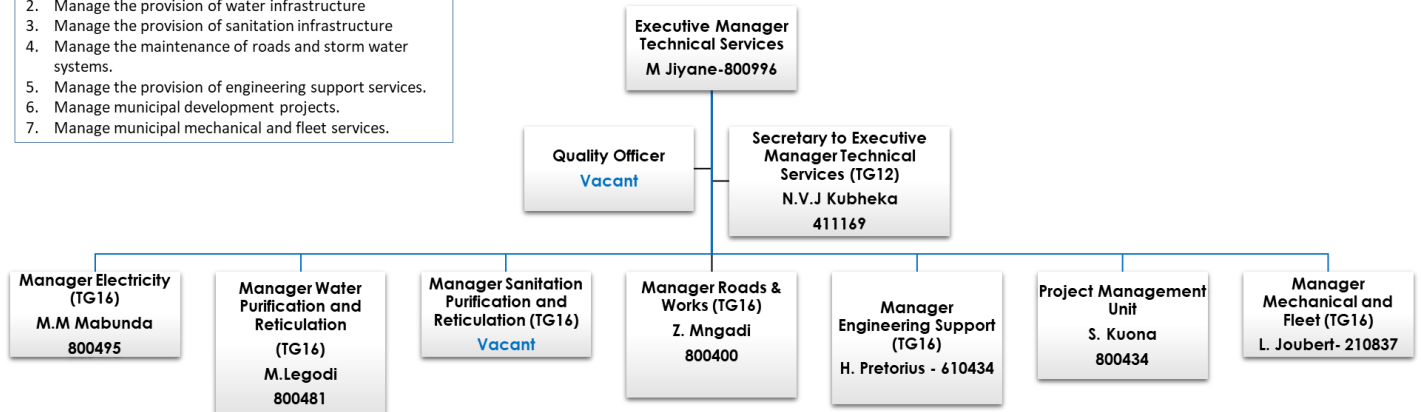 2. Manage the provision of water infrastructure
3. Manage the provision of sanitation infrastructure
4. Manage the maintenance of roads and storm water
systems.
5. Manage the provision of engineering support services.
6. Manage municipal development projects.
7. Manage municipal mechanical and fleet services.
Executive Manager
Technical Services
M Jiyane-800996
Quality Officer
Vacant
Secretary to Executive
Manager Technical
Services (TG12)
N.V.J Kubheka
411169
Manager Electricity
(TG16)
M.M Mabunda
800495
Manager Water
Purification and
Reticulation
(TG16)
M.Legodi
800481
Manager Sanitation
Purification and
Reticulation (TG16)
Vacant
Manager Roads &
Works (TG16)
Z. Mngadi
800400
Manager
Engineering Support
(TG16)
H. Pretorius - 610434
Project Management
Unit
S. Kuona
800434
Manager
Mechanical and
Fleet (TG16)
L. Joubert- 210837